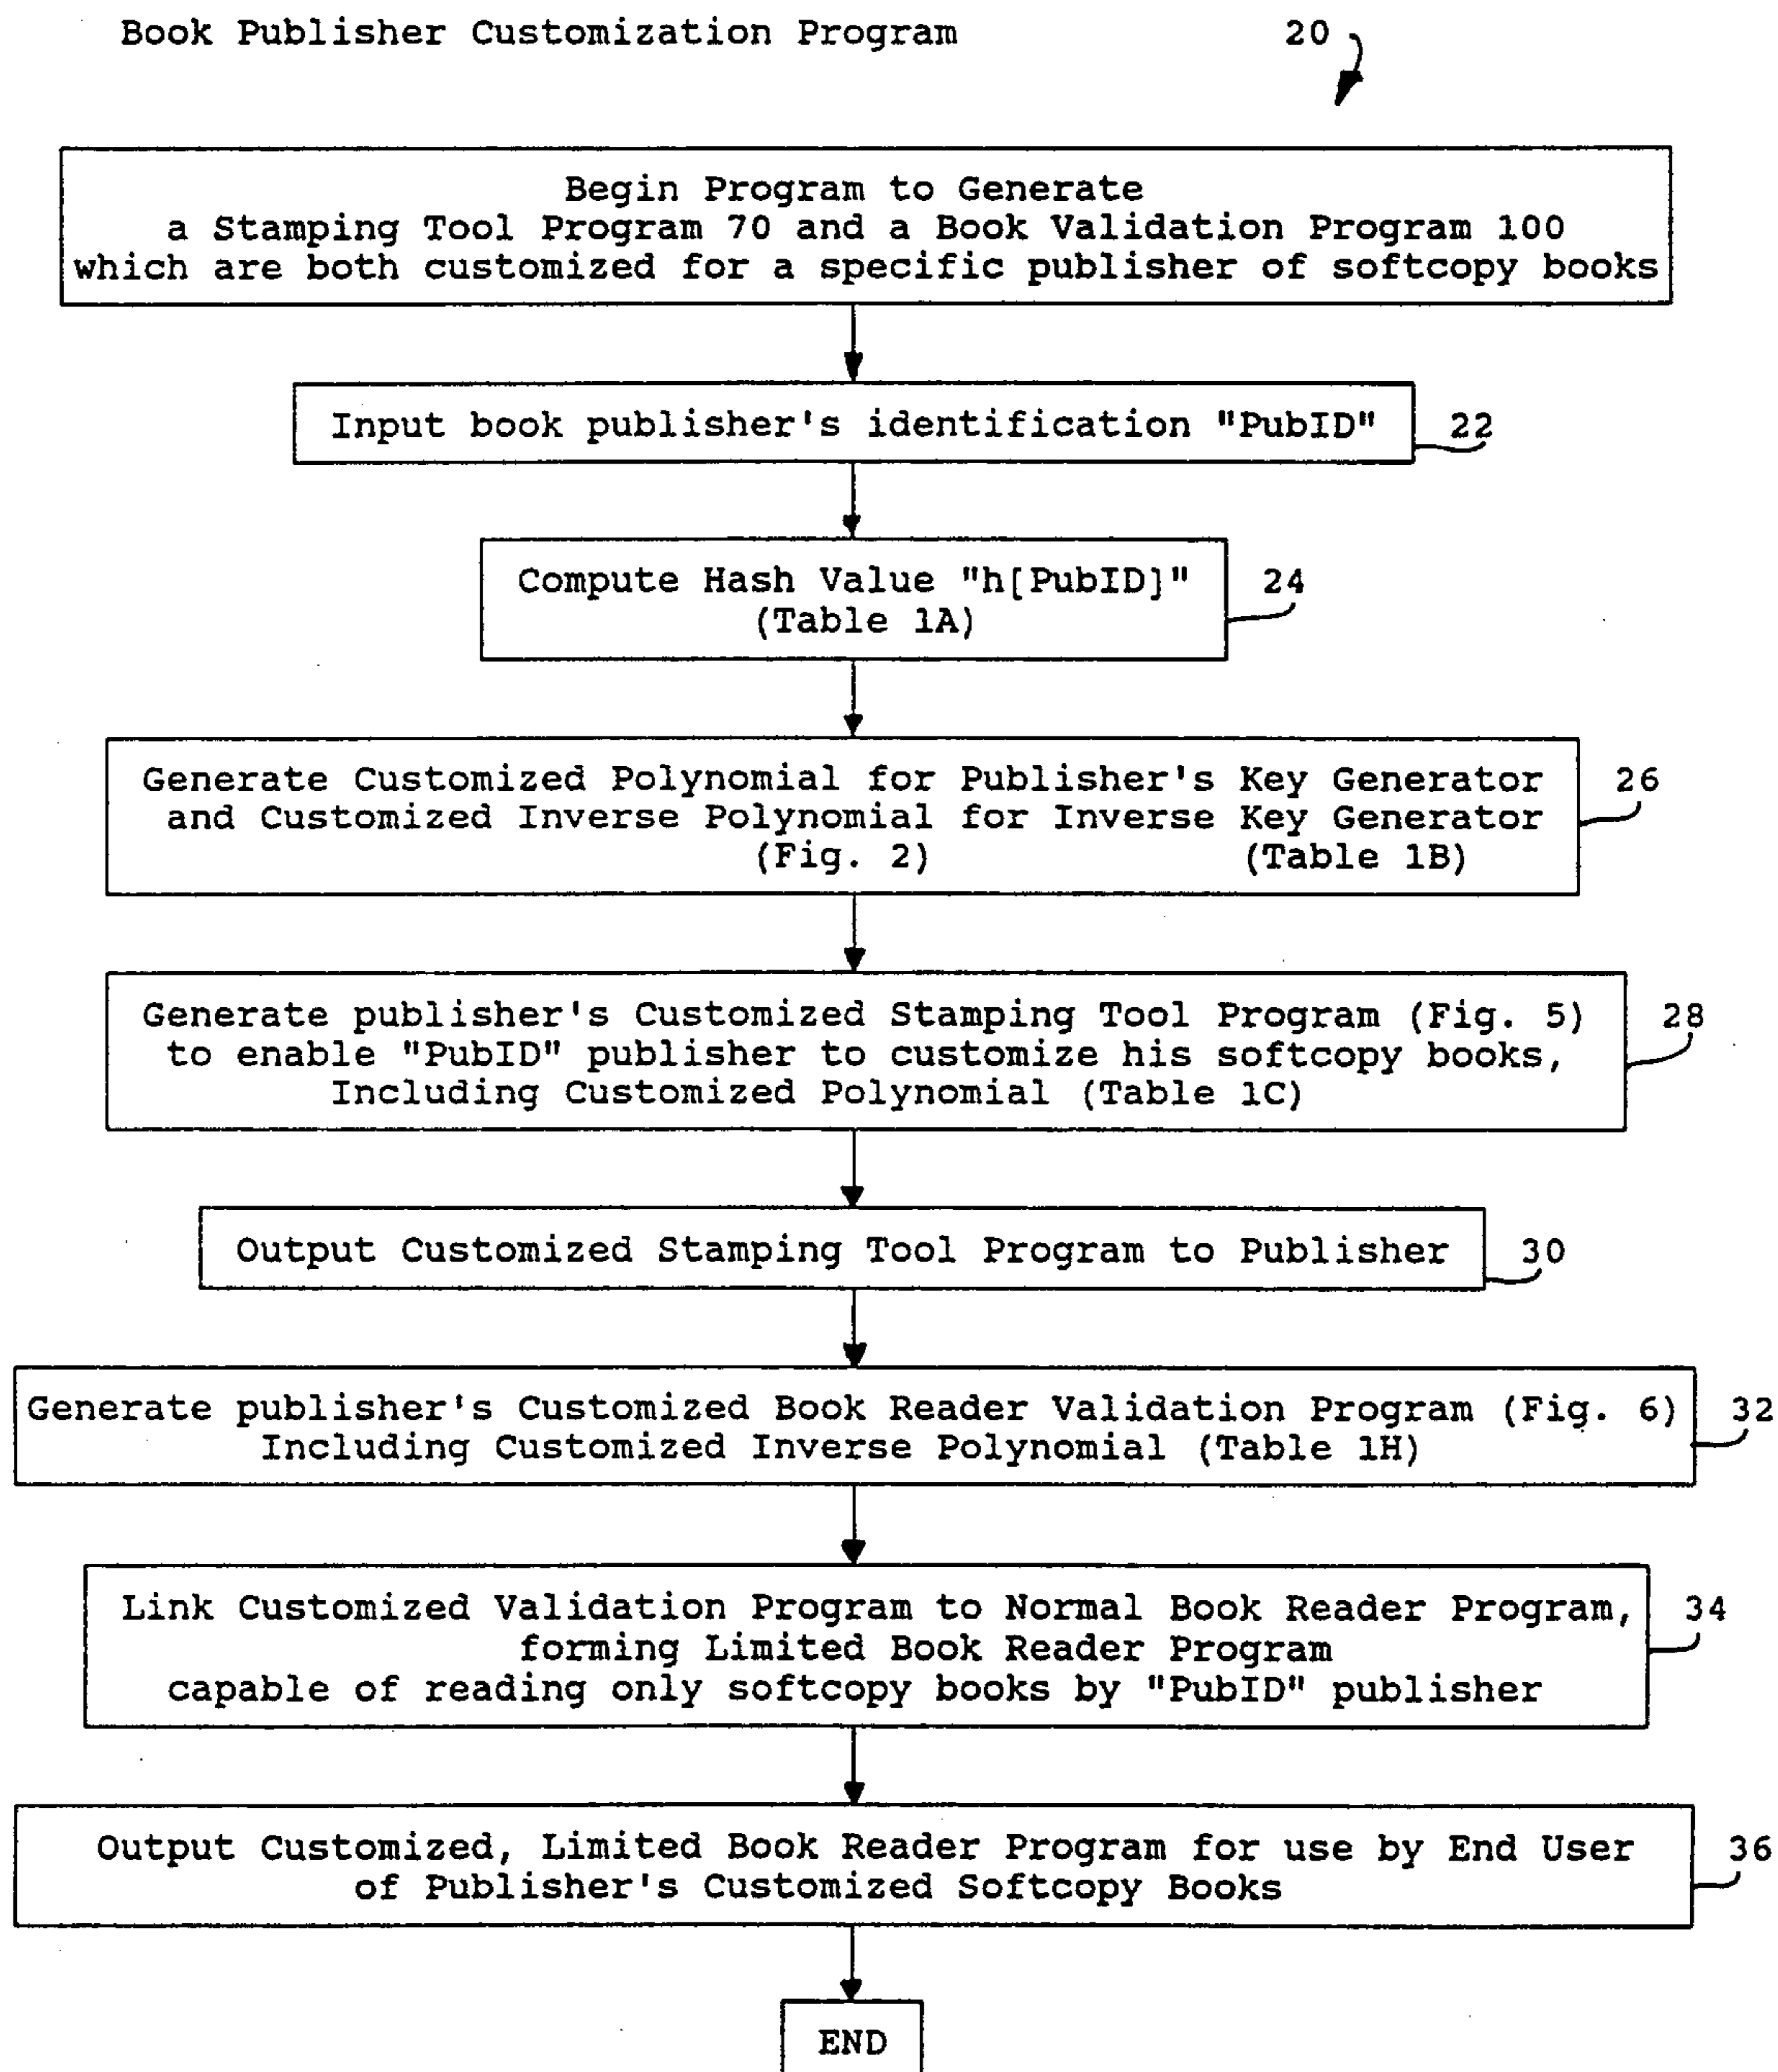 Book Publisher Customization Program 20
Begin Program to Generate
a Stamping Tool Program 70 and a Book Validation Program 100
which are both customized for a specific publisher of softcopy books
Input book publisher's identification "PubID" 22
Compute Hash Value "h[PubID]" 24
(Table 1A)
Generate Customized Polynomial for Publisher's Key Generator 26
and Customized Inverse Polynomial for Inverse Key Generator
(Fig. 2) (Table 1B)
Generate publisher's Customized Stamping Tool Program (Fig. 5) 28
to enable "PubID" publisher to customize his softcopy books,
Including Customized Polynomial (Table 1C)
Output Customized Stamping Tool Program to Publisher 30
Generate publisher's Customized Book Reader Validation Program (Fig. 6) 32
Including Customized Inverse Polynomial (Table 1H)
Link Customized Validation Program to Normal Book Reader Program, 34
forming Limited Book Reader Program
capable of reading only softcopy books by "PubID" publisher
Output Customized, Limited Book Reader Program for use by End User 36
of Publisher's Customized Softcopy Books
END